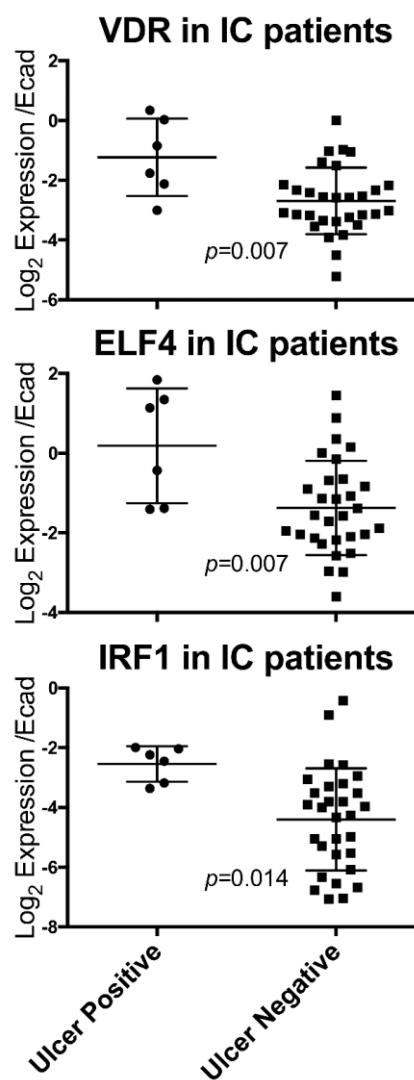 VDR in IC patients
Log2 Expression /Ecad
2
0
-2
-4
-6
p=0.007
ELF4 in IC patients
Log2 Expression /Ecad
2
0
-2
-4
p=0.007
IRF1 in IC patients
Log2 Expression /Ecad
0
-2
-4
-6
-8
p=0.014
Ulcer Positive
Ulcer Negative